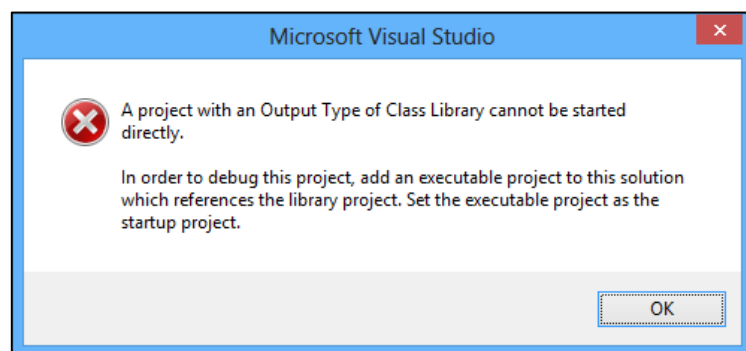 Microsoft Visual Studio
A project with an Output Type of Class Library cannot be started
directly.
In order to debug this project, add an executable project to this solution
which references the library project. Set the executable project as the
startup project.
OK